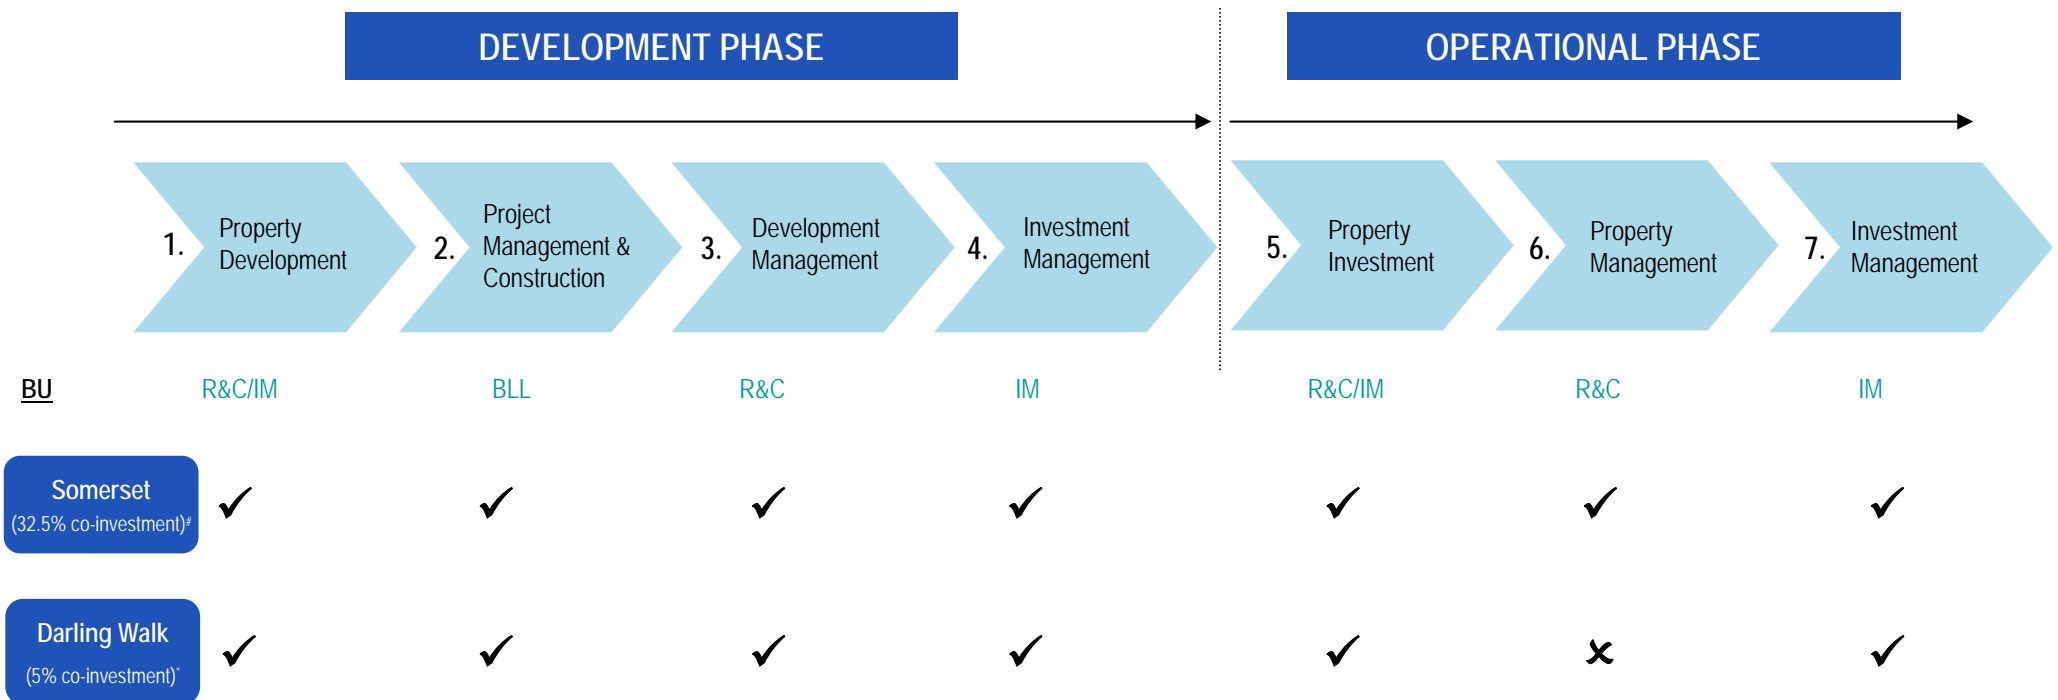 DEVELOPMENT PHASE
OPERATIONAL PHASE
1. Property
Development
2. Project
Management &
Construction
3. Development
Management
4. Investment
Management
5. Property
Investment
6. Property
Management
7. Investment
Management
BU R&C/IM BLL R&C IM R&C/IM R&C IM
Somerset
(32.5% co-investment)#
✓ ✓ ✓ ✓ ✓ ✓ ✓
Darling Walk
(5% co-investment)*
✓ ✓ ✓ ✓ ✓ ✗ ✓